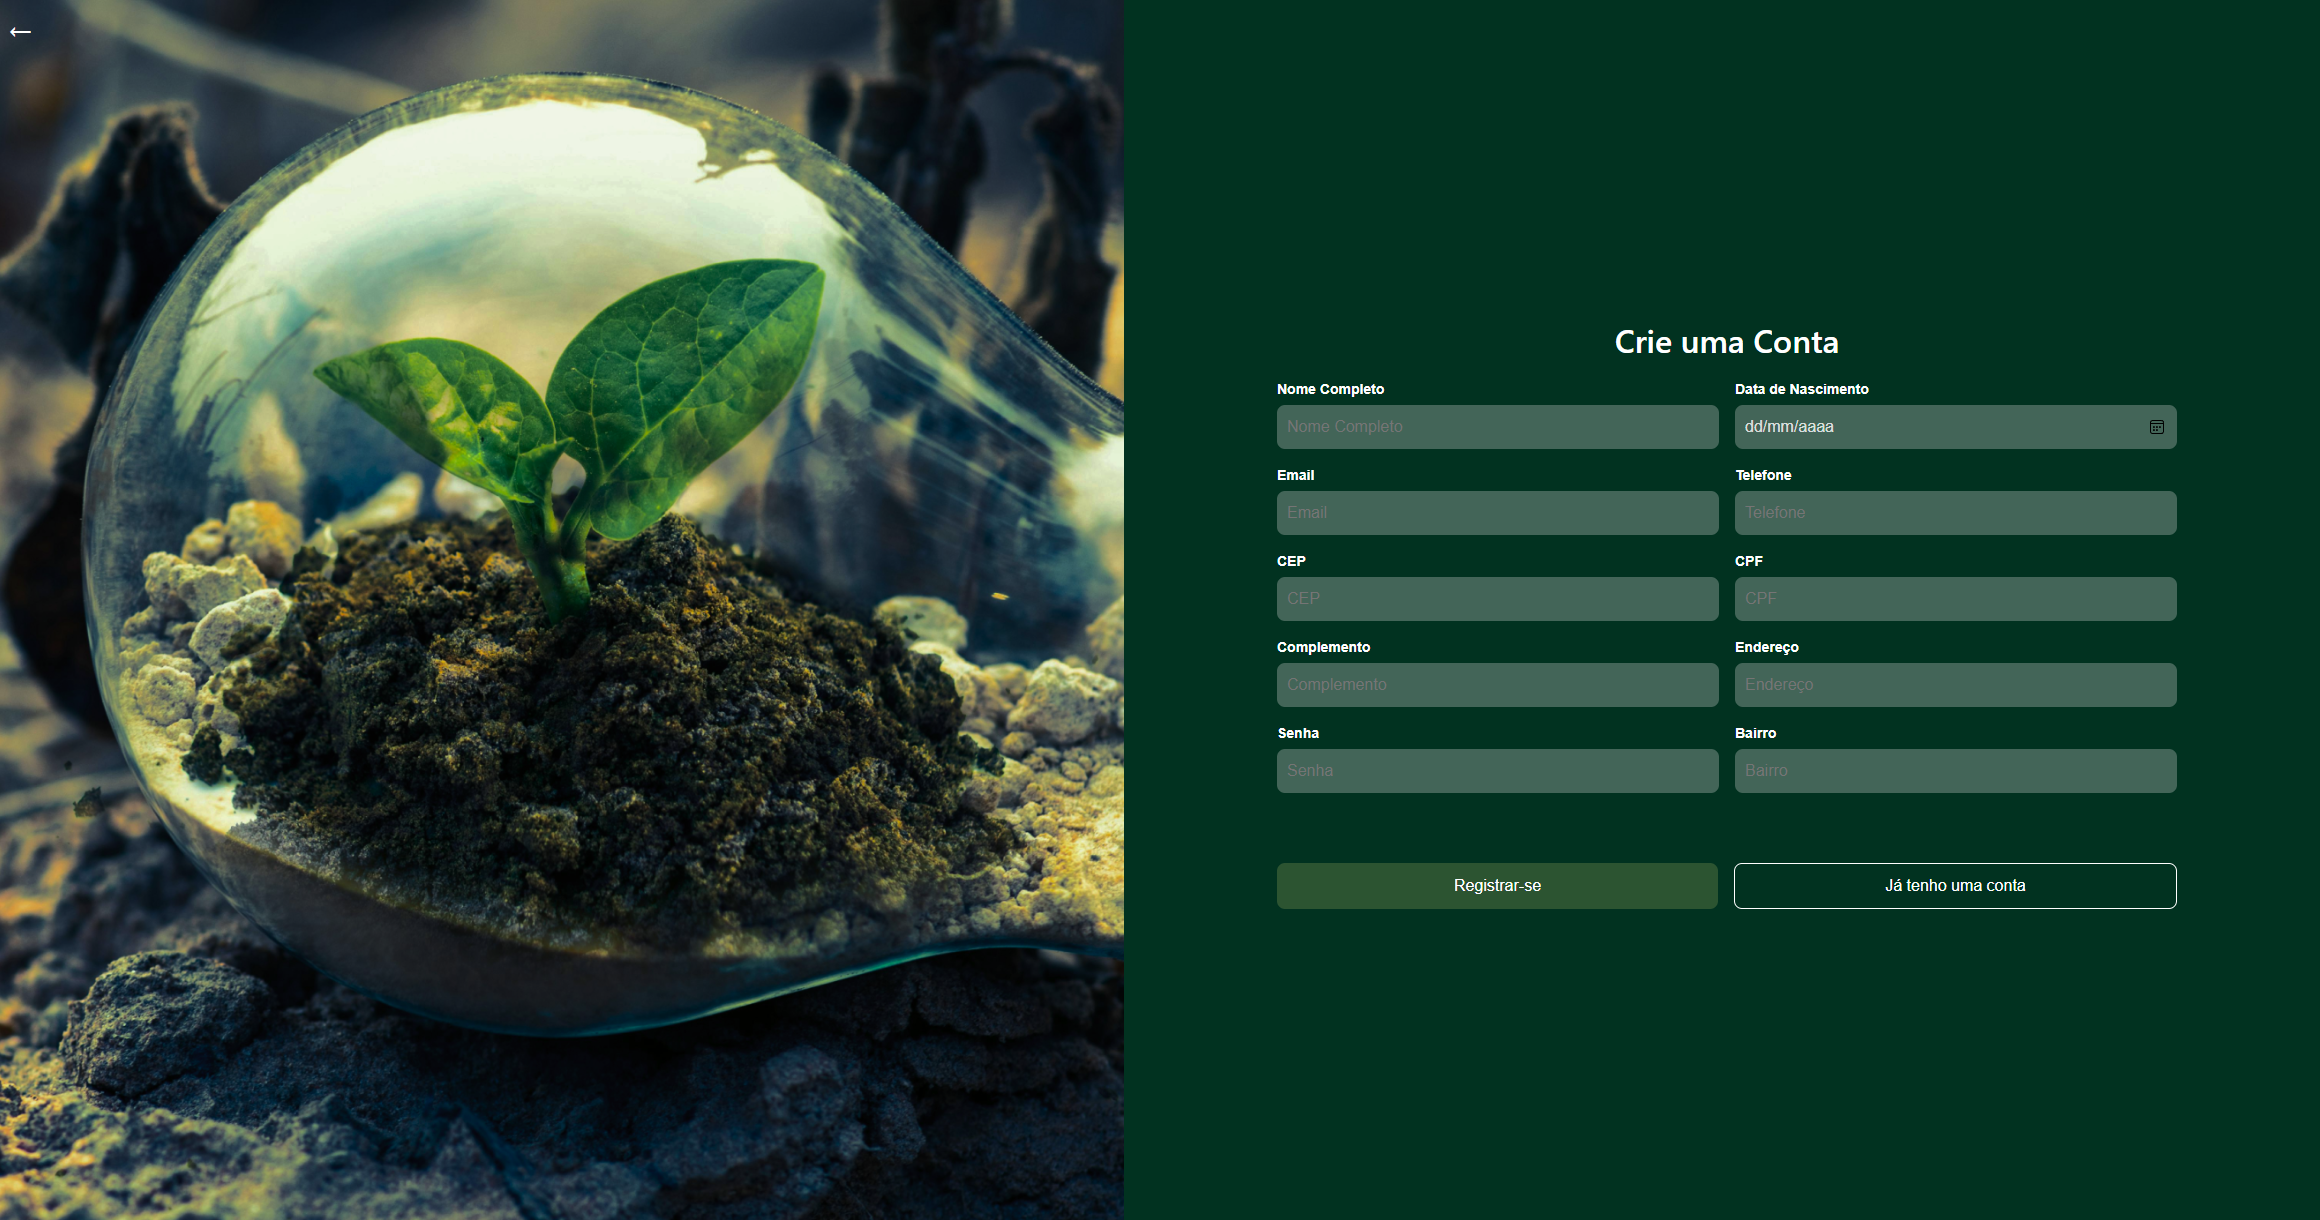 ←
Crie uma Conta
Nome Completo
Data de Nascimento
Nome Completo
dd/mm/aaaa
Email
Telefone
Email
Telefone
CEP
CPF
CEP
CPF
Complemento
Endereço
Complemento
Endereço
Senha
Bairro
Senha
Bairro
Registrar-se
Já tenho uma conta